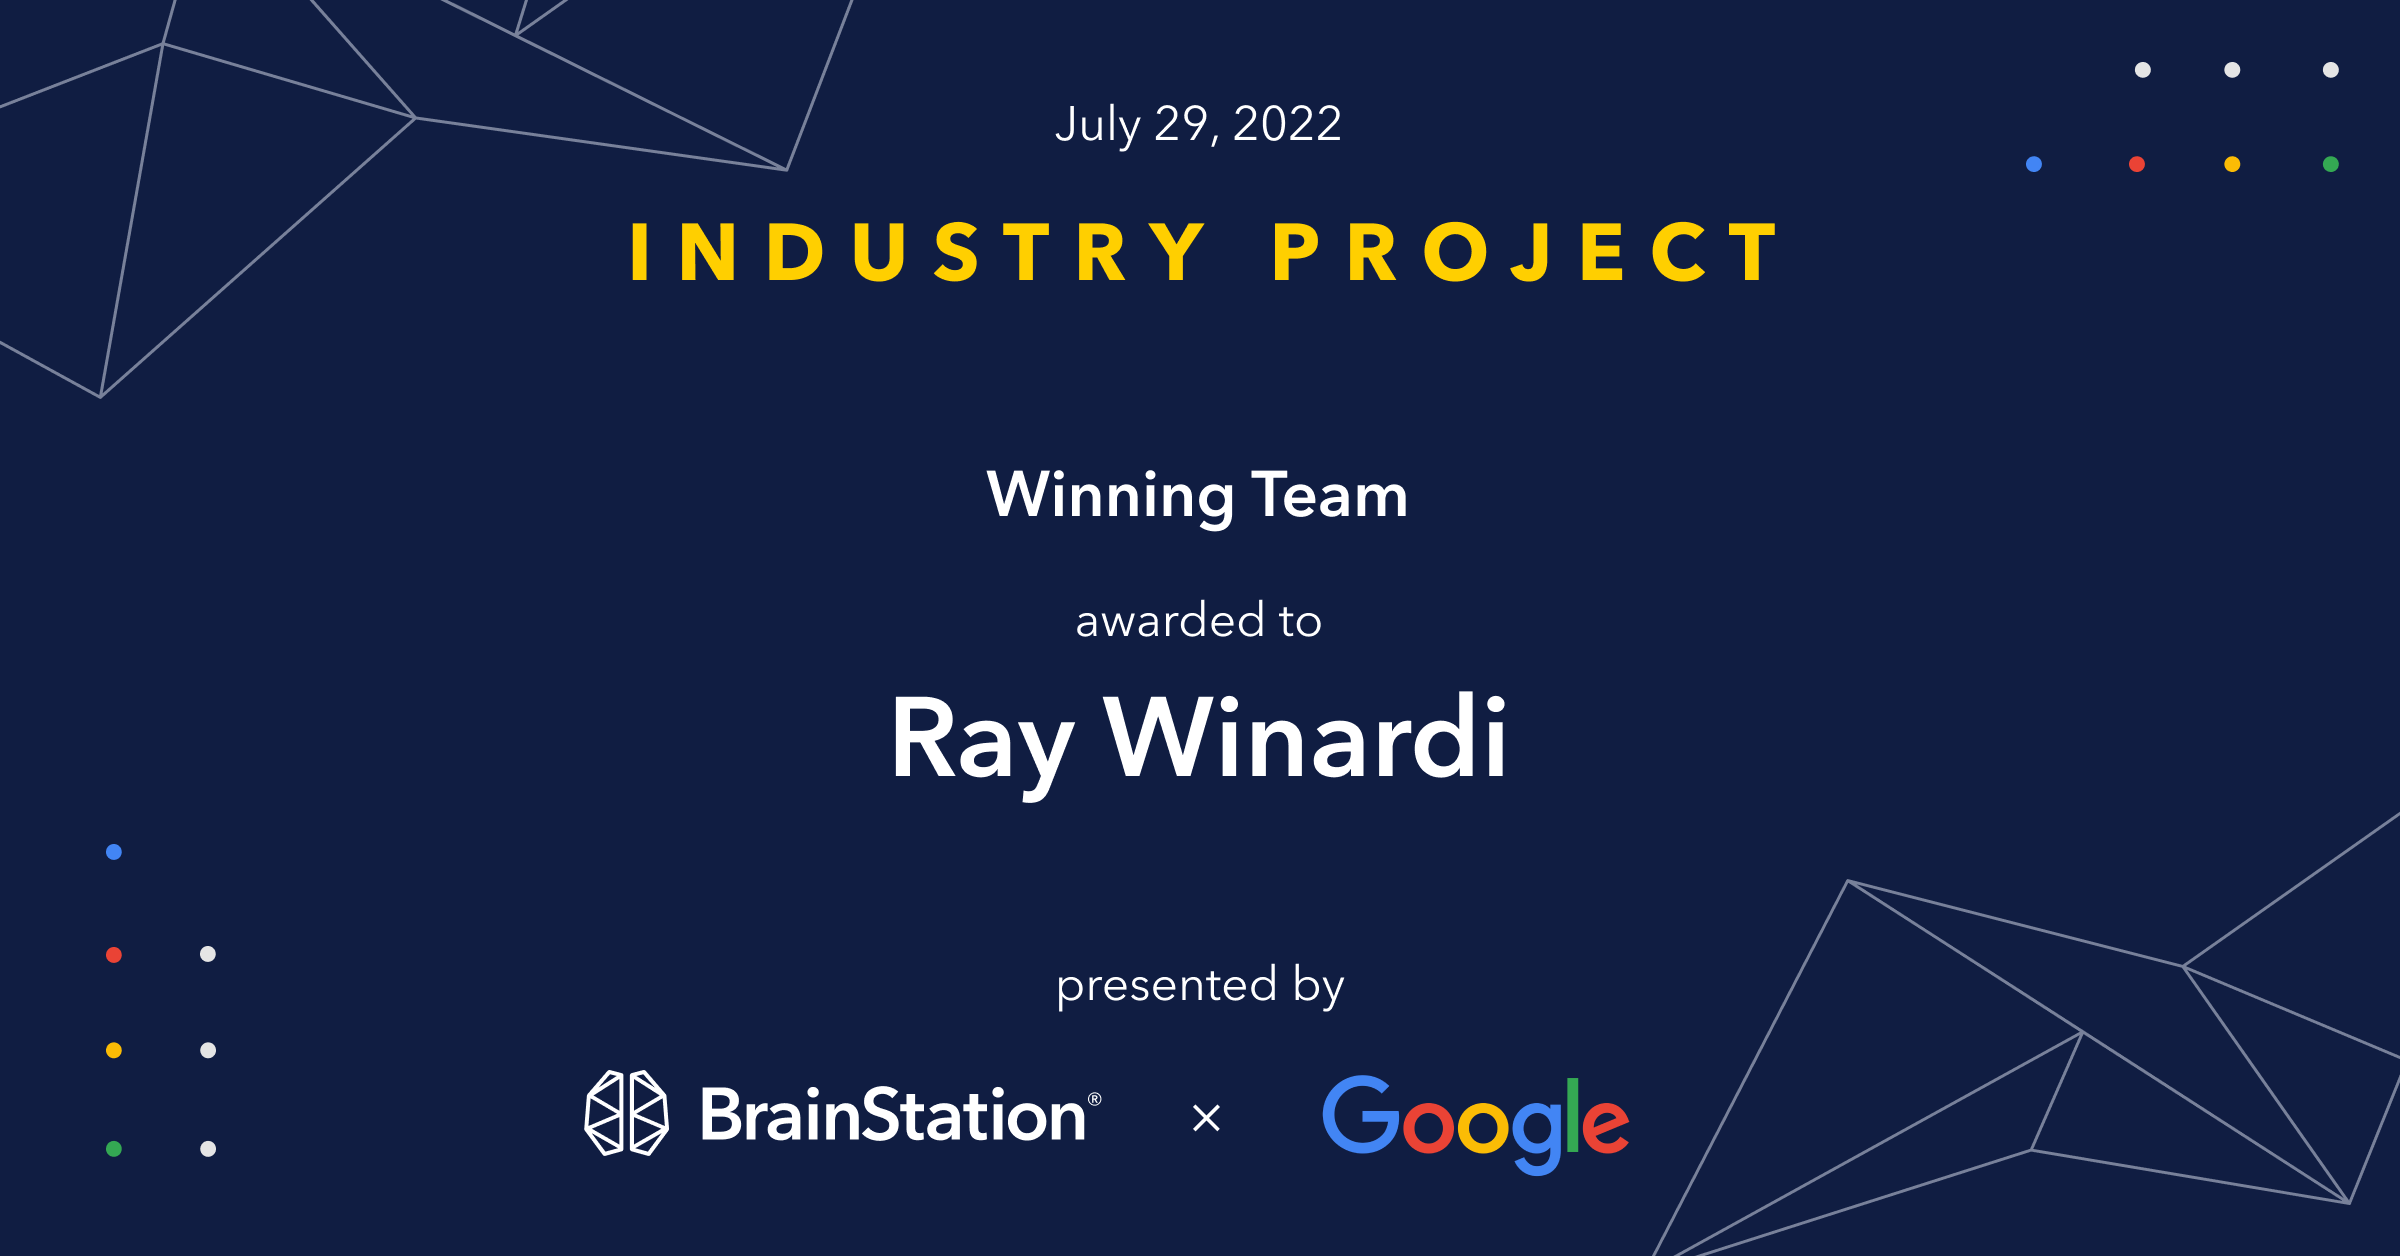 July 29, 2022
INDUSTRY PROJECT
Winning Team
awarded to
Ray Winardi
presented by
BrainStation® × Google